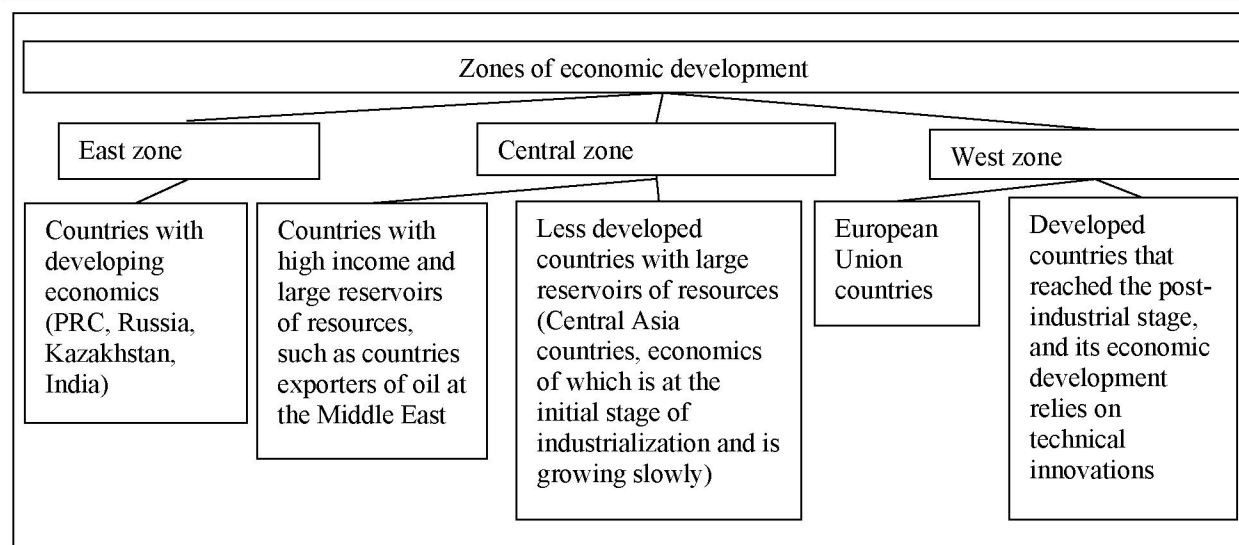 Zones of economic development
East zone
Central zone
West zone
Countries with
developing
economics
(PRC, Russia,
Kazakhstan,
India)
Countries with
high income and
large reservoirs
of resources,
such as countries
exporters of oil at
the Middle East
Less developed
countries with large
reservoirs of resources
(Central Asia
countries, economics
of which is at the
initial stage of
industrialization and is
growing slowly)
European
Union
countries
Developed
countries that
reached the post-
industrial stage,
and its economic
development
relies on
technical
innovations